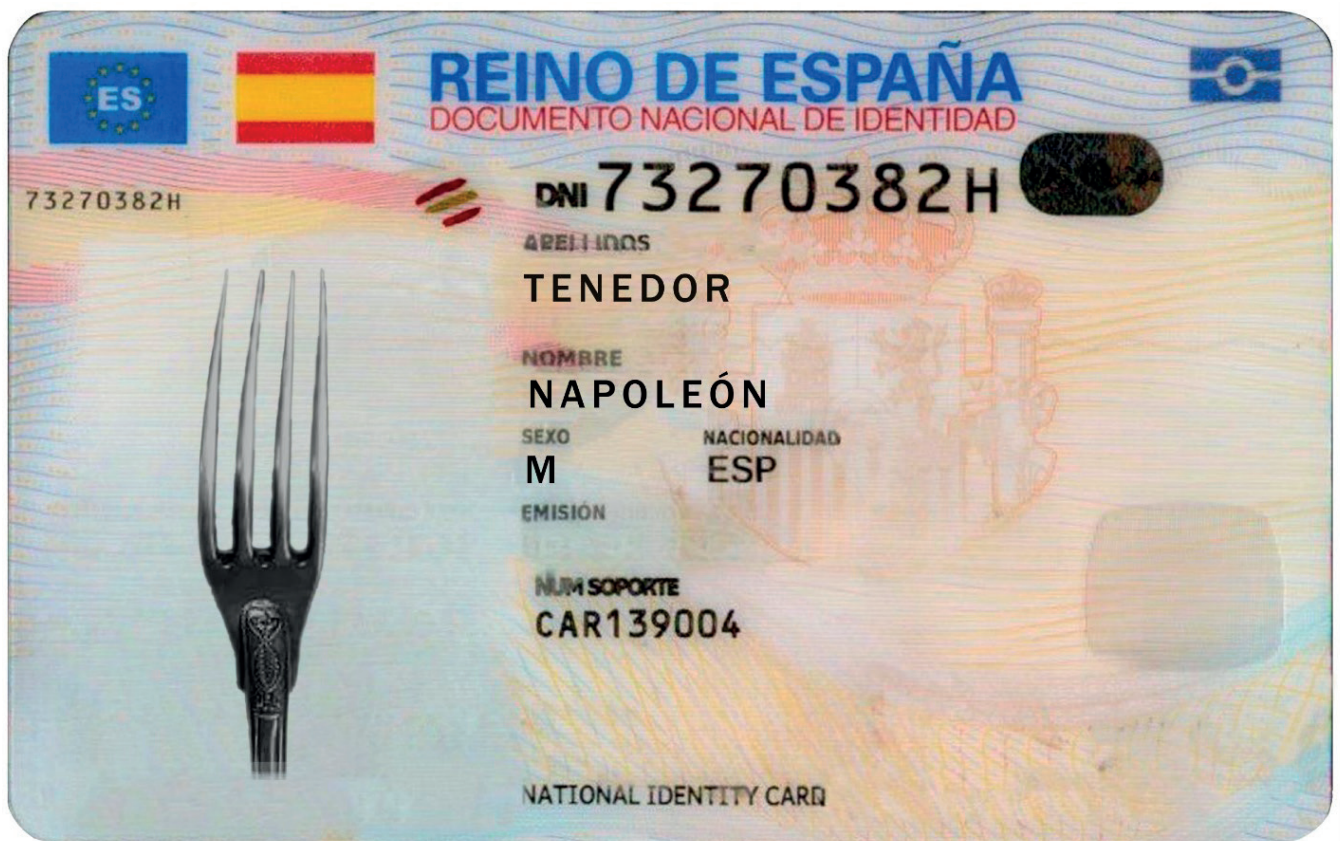 ES
REINO DE ESPAÑA
DOCUMENTO NACIONAL DE IDENTIDAD
73270382H
DNI 73270382H
APELLIDOS
TENEDOR
NOMBRE
NAPOLEÓN
SEXO NACIONALIDAD
M ESP
EMISIÓN
NUM SOPORTE
CAR139004
NATIONAL IDENTITY CARD